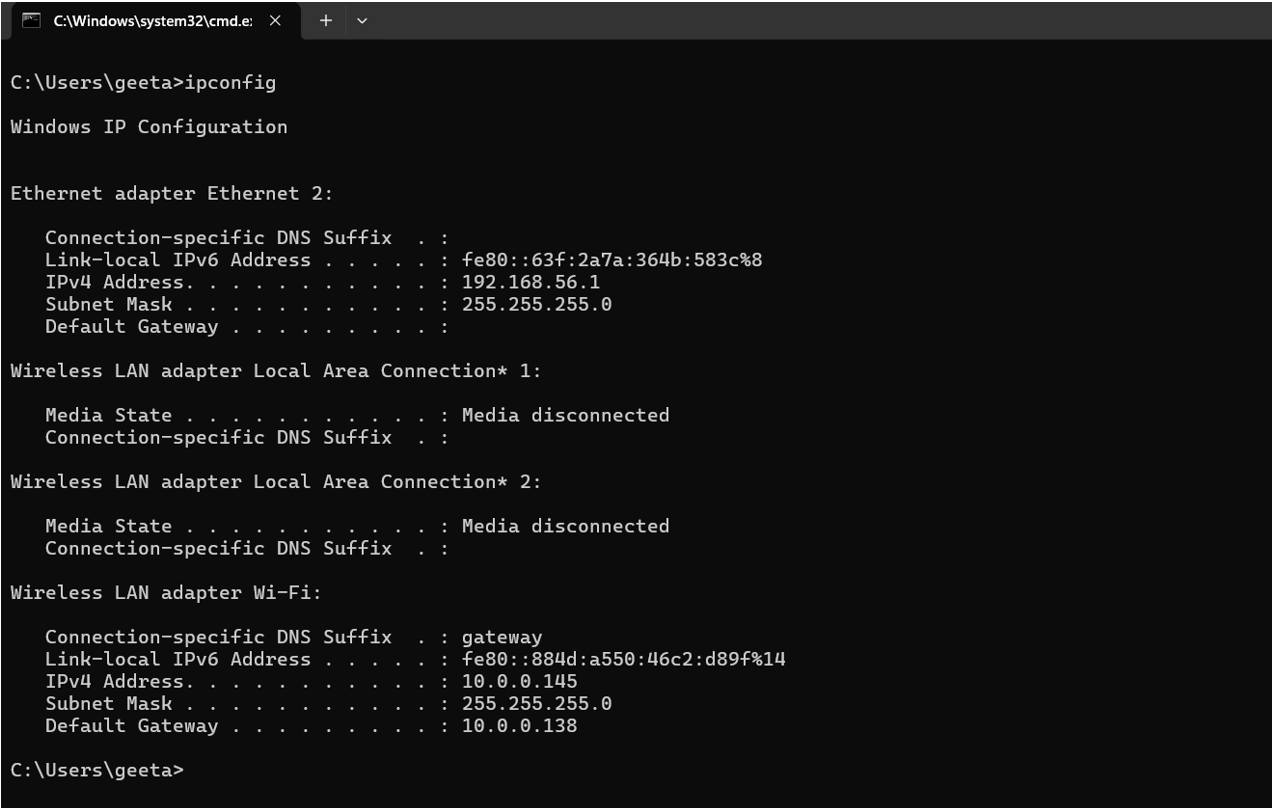 C:\Windows\system32\cmd.e:
C:\Users\geeta>ipconfig
Windows IP Configuration
Ethernet adapter Ethernet 2:
Connection-specific DNS Suffix  . :
Link-local IPv6 Address . . . . . : fe80::63f:2a7a:364b:583c%8
IPv4 Address. . . . . . . . . . . : 192.168.56.1
Subnet Mask . . . . . . . . . . . : 255.255.255.0
Default Gateway . . . . . . . . . :
Wireless LAN adapter Local Area Connection* 1:
Media State . . . . . . . . . . . : Media disconnected
Connection-specific DNS Suffix  . :
Wireless LAN adapter Local Area Connection* 2:
Media State . . . . . . . . . . . : Media disconnected
Connection-specific DNS Suffix  . :
Wireless LAN adapter Wi-Fi:
Connection-specific DNS Suffix  . : gateway
Link-local IPv6 Address . . . . . : fe80::884d:a550:46c2:d89f%14
IPv4 Address. . . . . . . . . . . : 10.0.0.145
Subnet Mask . . . . . . . . . . . : 255.255.255.0
Default Gateway . . . . . . . . . : 10.0.0.138
C:\Users\geeta>